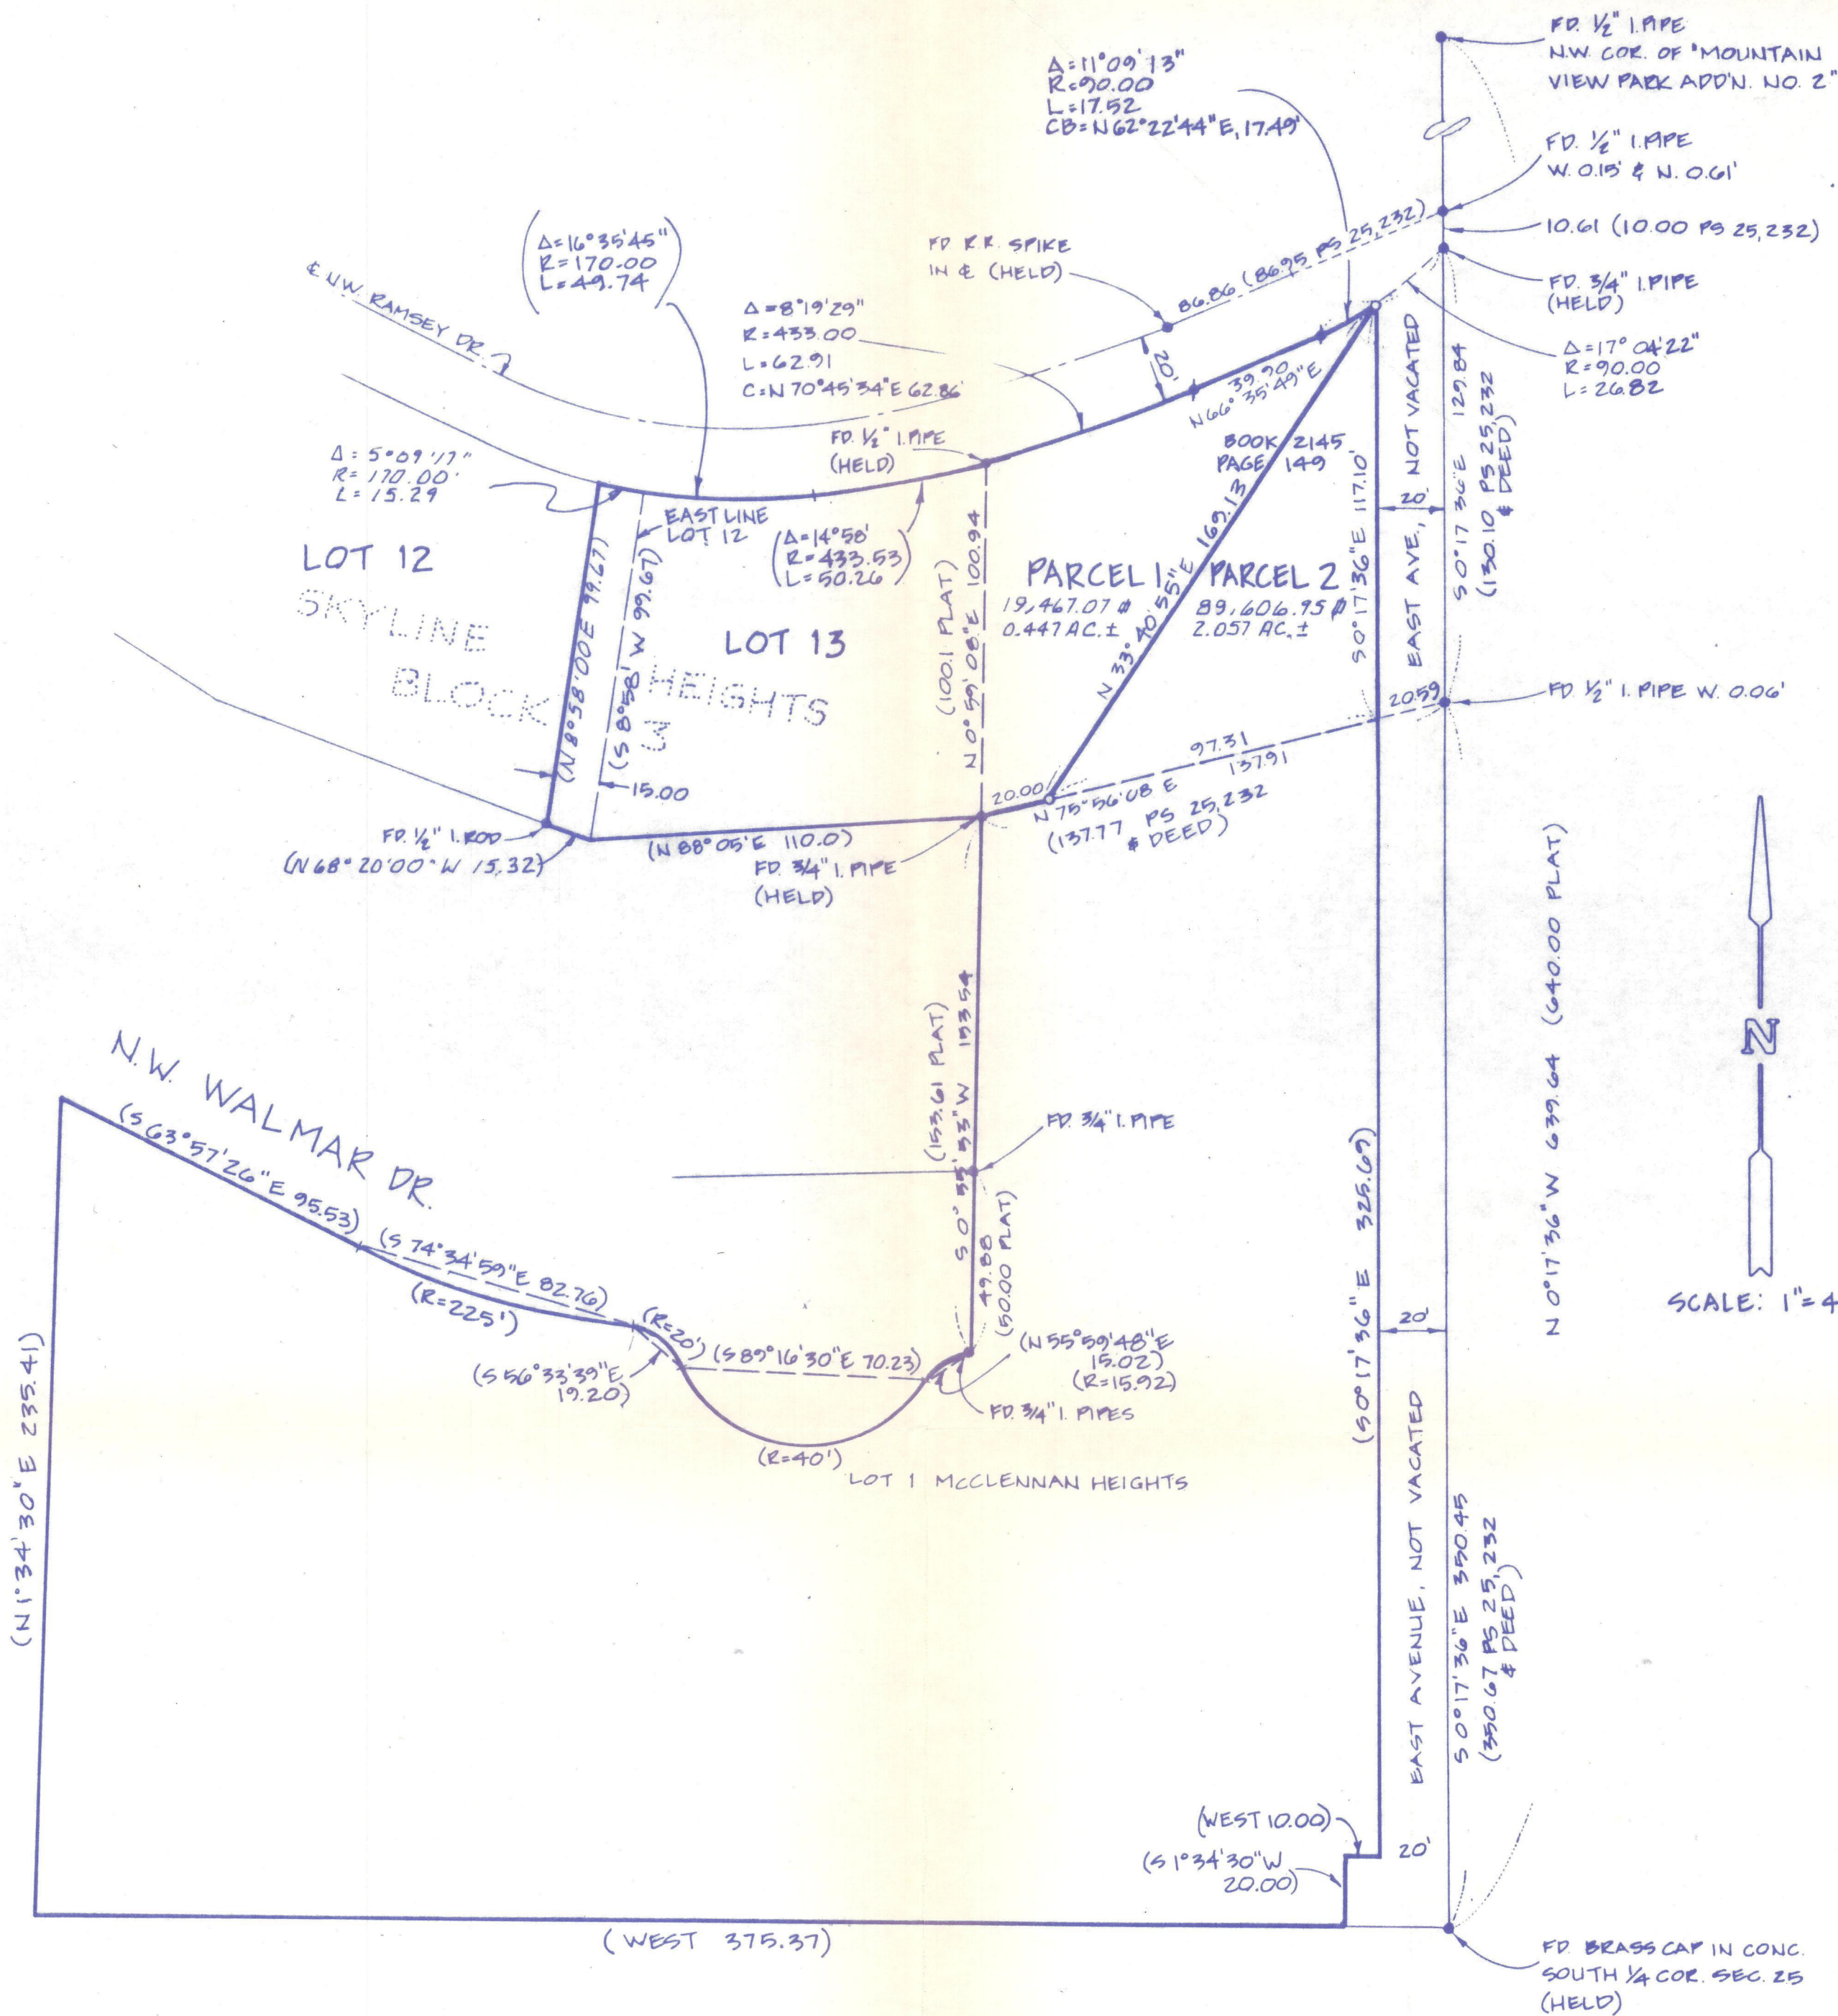 FD. 1/2" I.PIPE
N.W. COR. OF "MOUNTAIN
VIEW PARK ADD'N. NO. 2"
Δ=11°09'13"
R=90.00
L=17.52
CB=N62°22'44"E, 17.49'
FD. 1/2" I.PIPE
W. 0.15' & N. 0.61'
10.61 (10.00 PS 25,232)
FD. 3/4" I.PIPE
(HELD)
Δ=17°04'22"
R=90.00
L=26.82
Δ=16°35'45"
R=170.00
L=49.74
FD R.R. SPIKE
IN ℄ (HELD)
86.86 (86.95 PS 25,232)
℄ N.W. RAMSEY DR.
Δ=8°19'29"
R=433.00
L=62.91
C=N 70°45'34"E 62.86'
20'
39.90
N66°35'49"E
FD. 1/2" I.PIPE
(HELD)
BOOK 2145
PAGE 149
Δ=5°09'17"
R=170.00'
L=15.29
EAST LINE
LOT 12
(Δ=14°58'
R=433.53
L=50.26)
LOT 12
SKYLINE
BLOCK
HEIGHTS
3
LOT 13
(N 8°58'00E 99.67)
(S 8°58' W 99.67)
15.00
(100.1 PLAT)
N 0°59'08"E 100.94
PARCEL 1
19,467.07 ⌗
0.447 AC.±
PARCEL 2
89,606.95 ⌗
2.057 AC.±
N 33°40'55"E 169.13
S 0°17'36"E 117.10'
EAST AVE, NOT VACATED
20'
S 0°17'36"E 129.84
(130.10 PS 25,232
& DEED)
20.59
FD 1/2" I. PIPE W. 0.06'
97.31
137.91
20.00
N 75°56'08 E
(137.77 PS 25,232
& DEED)
FD. 1/2" I. ROD
(N68°20'00"W 15.32)
(N 88°05'E 110.0)
FD. 3/4" I. PIPE
(HELD)
N 0°17'36"W 639.64 (640.00 PLAT)
N
SCALE: 1"=4
N.W. WALMAR DR.
(S 63°57'26"E 95.53)
(S 74°34'59"E 82.76)
(R=225')
(R=20')
(S 56°33'39"E
19.20)
(S 89°16'30"E 70.23)
(R=40')
(153.61 PLAT)
S 0°55'53"W 153.54
FD. 3/4" I. PIPE
49.88
(50.00 PLAT)
(N 55°59'48"E
15.02)
(R=15.92)
FD. 3/4" I. PIPES
LOT 1 MCCLENNAN HEIGHTS
(N 1°34'30"E 235.41)
(S 0°17'36"E 325.69)
20'
EAST AVENUE, NOT VACATED
S 0°17'36"E 350.45
(350.67 PS 25,232
& DEED)
(WEST 10.00)
(S 1°34'30"W
20.00)
20'
(WEST 375.37)
FD. BRASS CAP IN CONC.
SOUTH 1/4 COR. SEC. 25
(HELD)